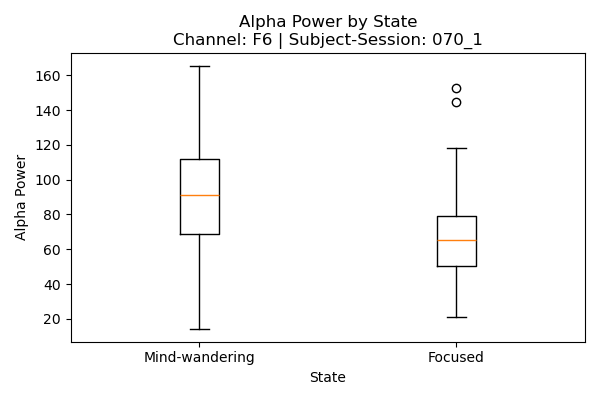 Alpha Power by State
Channel: F6 | Subject-Session: 070_1
160
140
120
100
80
60
40
20
Alpha Power
Mind-wandering
Focused
State